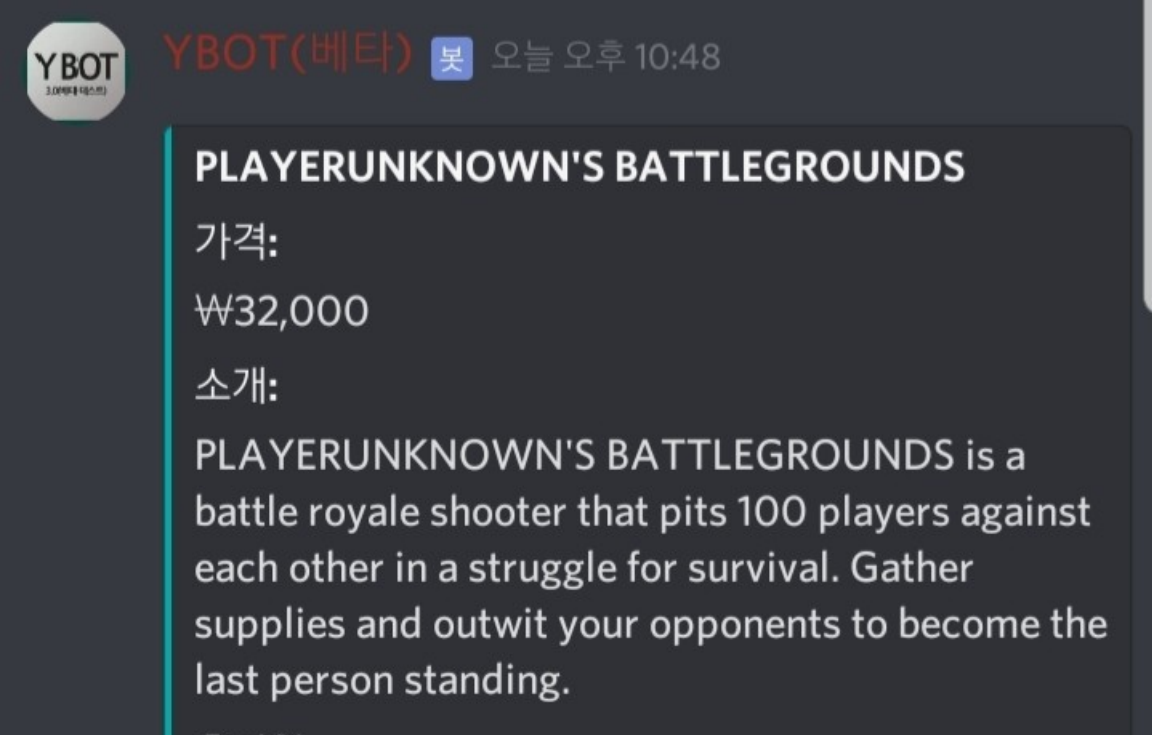 Y BOT
YBOT(베타) 봇 오늘 오후 10:48
PLAYERUNKNOWN'S BATTLEGROUNDS
가격:
₩32,000
소개:
PLAYERUNKNOWN'S BATTLEGROUNDS is a
battle royale shooter that pits 100 players against
each other in a struggle for survival. Gather
supplies and outwit your opponents to become the
last person standing.